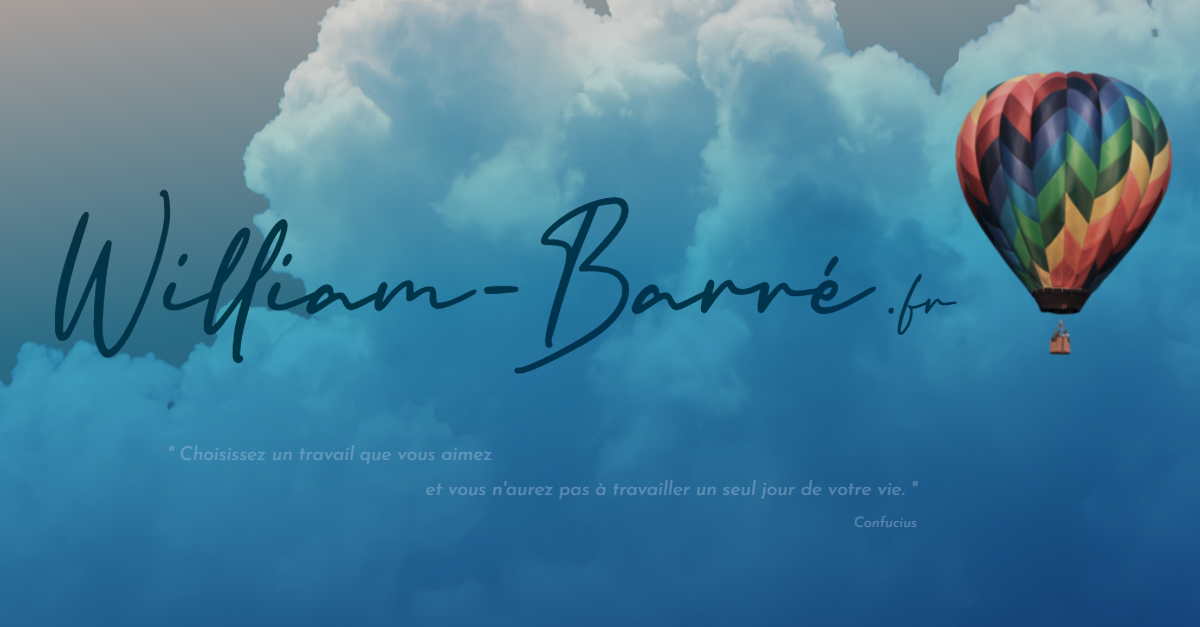 William-Barré.fr
" Choisissez un travail que vous aimez
et vous n'aurez pas à travailler un seul jour de votre vie. "
Confucius